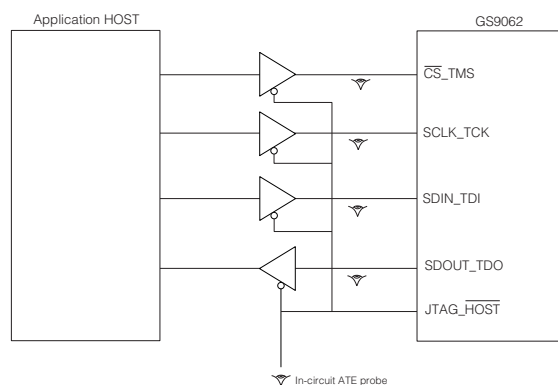 Application HOST
GS9062
CS_TMS
SCLK_TCK
SDIN_TDI
SDOUT_TDO
JTAG_HOST
In-circuit ATE probe